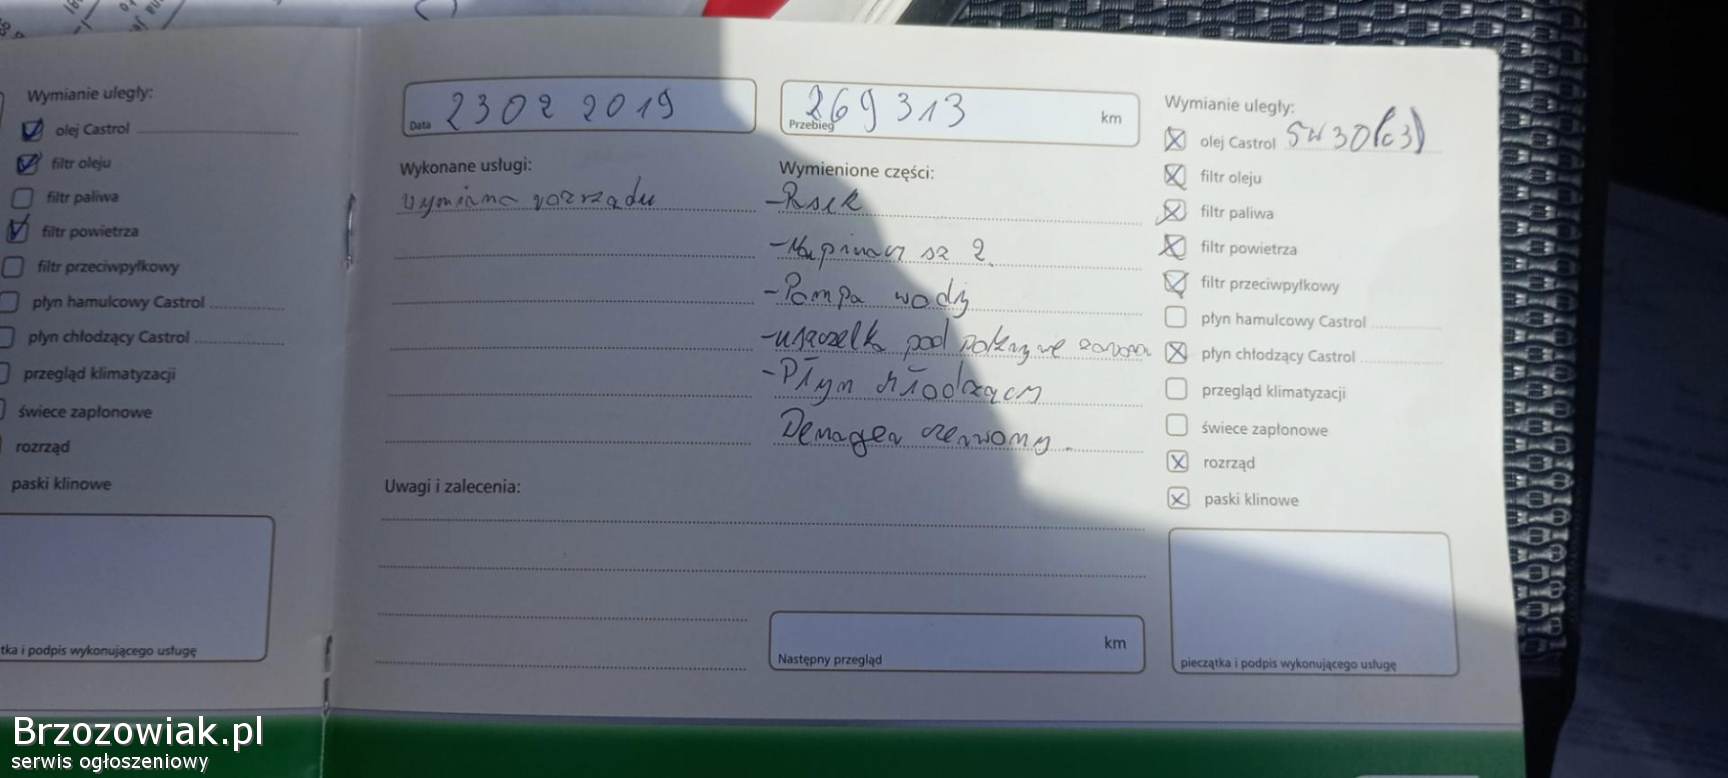 Wymianie uległy:
olej Castrol
filtr oleju
filtr paliwa
filtr powietrza
filtr przeciwpyłkowy
płyn hamulcowy Castrol
płyn chłodzący Castrol
przegląd klimatyzacji
świece zapłonowe
rozrząd
paski klinowe
tka i podpis wykonującego usługę
Data 23 02 2019
Przebieg 269 313 km
Wykonane usługi:
Wymiana rozrządu
Wymienione części:
- Pasek
- Napinacz sz 2
- Pompa wody
- uszczelka pod pokrywę
- Płyn chłodzący
czerwony
Uwagi i zalecenia:
Następny przegląd km
Wymianie uległy:
olej Castrol 5w30 (c3)
filtr oleju
filtr paliwa
filtr powietrza
filtr przeciwpyłkowy
płyn hamulcowy Castrol
płyn chłodzący Castrol
przegląd klimatyzacji
świece zapłonowe
rozrząd
paski klinowe
pieczątka i podpis wykonującego usługę
Brzozowiak.pl
serwis ogłoszeniowy